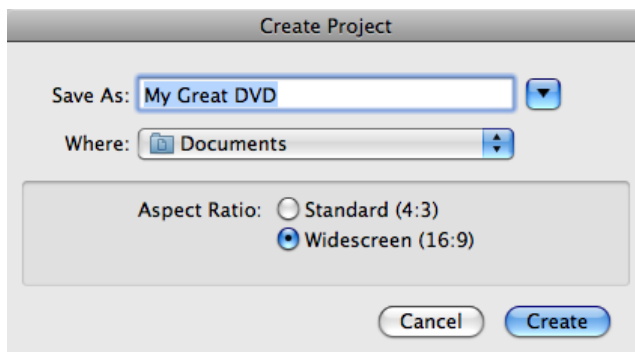 Create Project
Save As: My Great DVD
Where: Documents
Aspect Ratio: Standard (4:3)
Widescreen (16:9)
Cancel Create